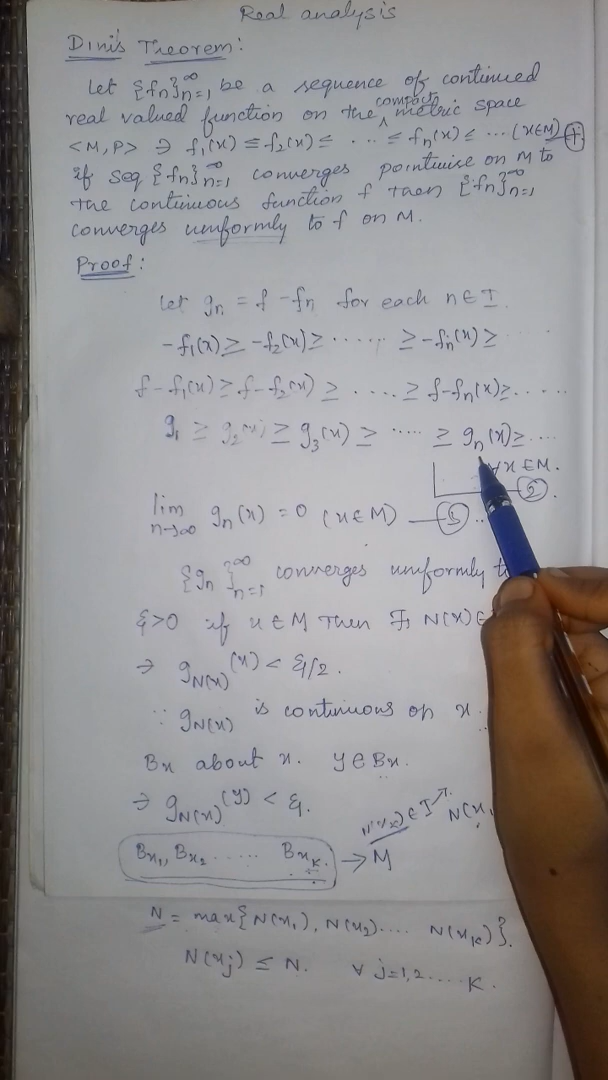 Real analysis
Dini's Theorem:
Let {fn}∞n=1 be a sequence of continued
real valued function on the compact metric space
<M, P> ∋ f1(x) ≤ f2(x) ≤ ... ≤ fn(x) ≤ ... (x∈M)
if seq {fn}∞n=1 converges pointwise on M to
the continuous function f then {fn}∞n=1
converges uniformly to f on M.
Proof:
Let gn = f - fn for each n ∈ I.
-f1(x) ≥ -f2(x) ≥ ...... ≥ -fn(x) ≥ ....
f - f1(x) ≥ f - f2(x) ≥ ..... ≥ f - fn(x) ≥ .....
g1 ≥ g2(x) ≥ g3(x) ≥ ..... ≥ gn(x) ≥ ....
∀x ∈ M.
②.
lim n→∞ gn(x) = 0 (x ∈ M) — ③ ..
{gn}∞n=1 converges uniformly
ε>0 if x ∈ M Then ∃ N(x) ∈
∋ gN(x)(x) < ε/2.
∵ gN(x) is continuous on x.
Bx about x. y ∈ Bx.
∋ gN(x)(y) < ε.
∈ I N(x,
Bx1, Bx2 ...... Bxk. → M
N = max{N(x1), N(x2).... N(xk)}.
N(xj) ≤ N. ∀ j=1,2.....K.